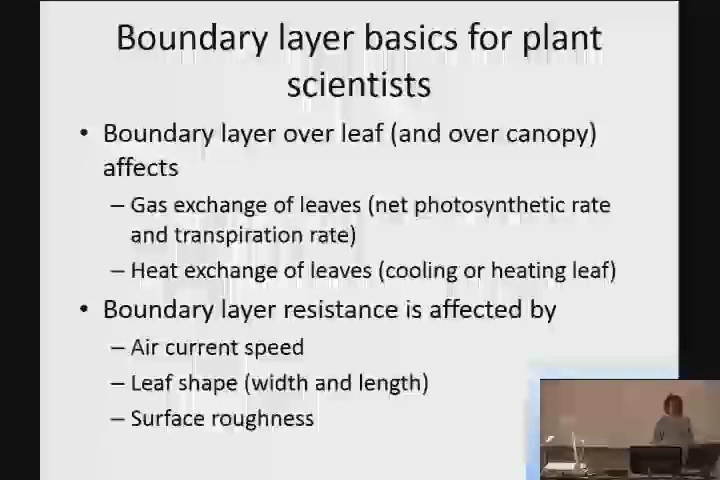 Boundary layer basics for plant
scientists
• Boundary layer over leaf (and over canopy)
affects
– Gas exchange of leaves (net photosynthetic rate
and transpiration rate)
– Heat exchange of leaves (cooling or heating leaf)
• Boundary layer resistance is affected by
– Air current speed
– Leaf shape (width and length)
– Surface roughness